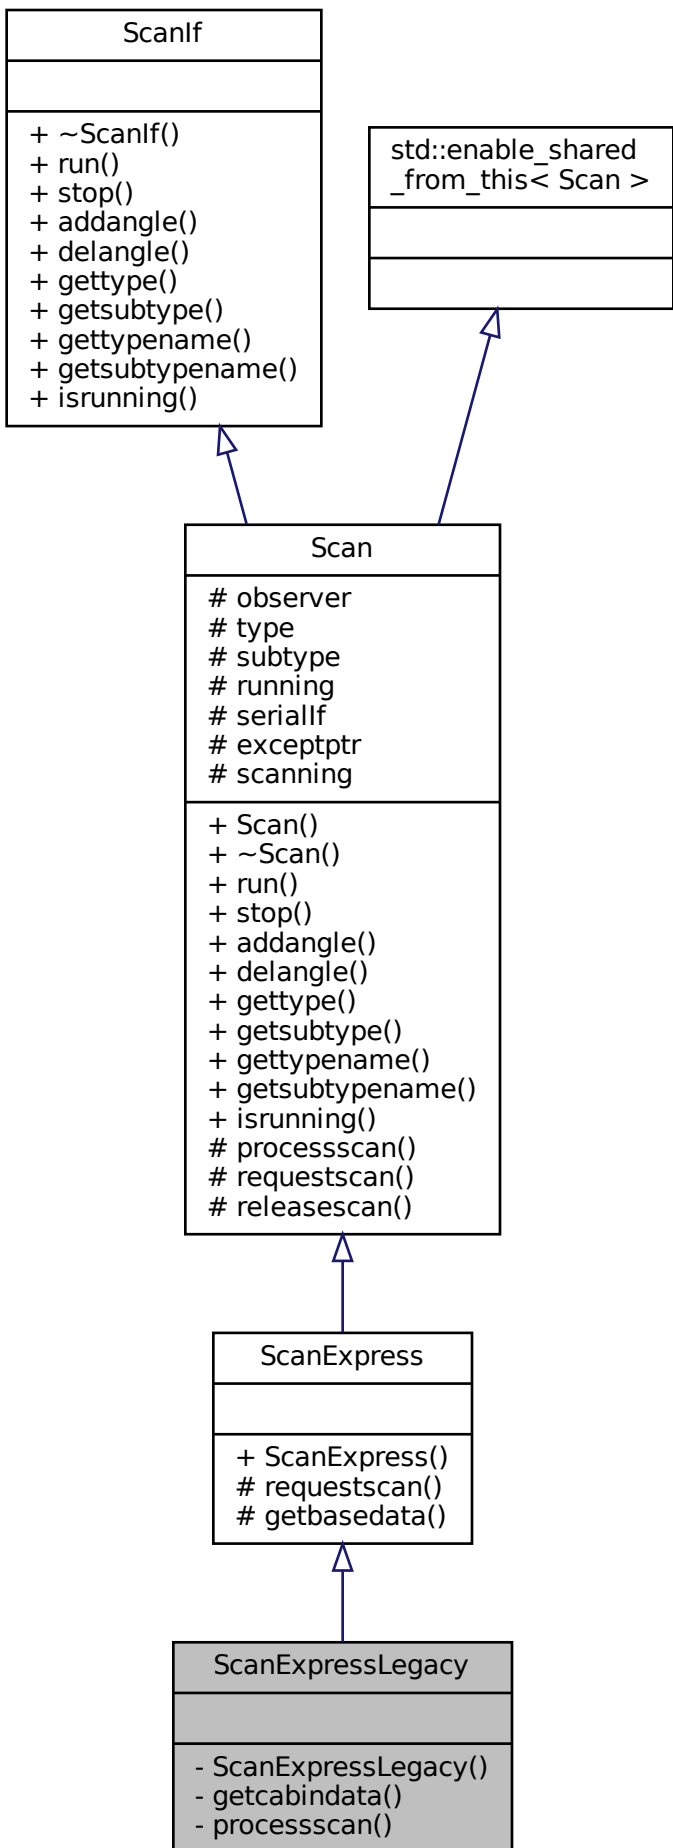 ScanIf
+ ~ScanIf()
+ run()
+ stop()
+ addangle()
+ delangle()
+ gettype()
+ getsubtype()
+ gettypename()
+ getsubtypename()
+ isrunning()
std::enable_shared
_from_this< Scan >
Scan
# observer
# type
# subtype
# running
# serialIf
# exceptptr
# scanning
+ Scan()
+ ~Scan()
+ run()
+ stop()
+ addangle()
+ delangle()
+ gettype()
+ getsubtype()
+ gettypename()
+ getsubtypename()
+ isrunning()
# processscan()
# requestscan()
# releasescan()
ScanExpress
+ ScanExpress()
# requestscan()
# getbasedata()
ScanExpressLegacy
- ScanExpressLegacy()
- getcabindata()
- processscan()